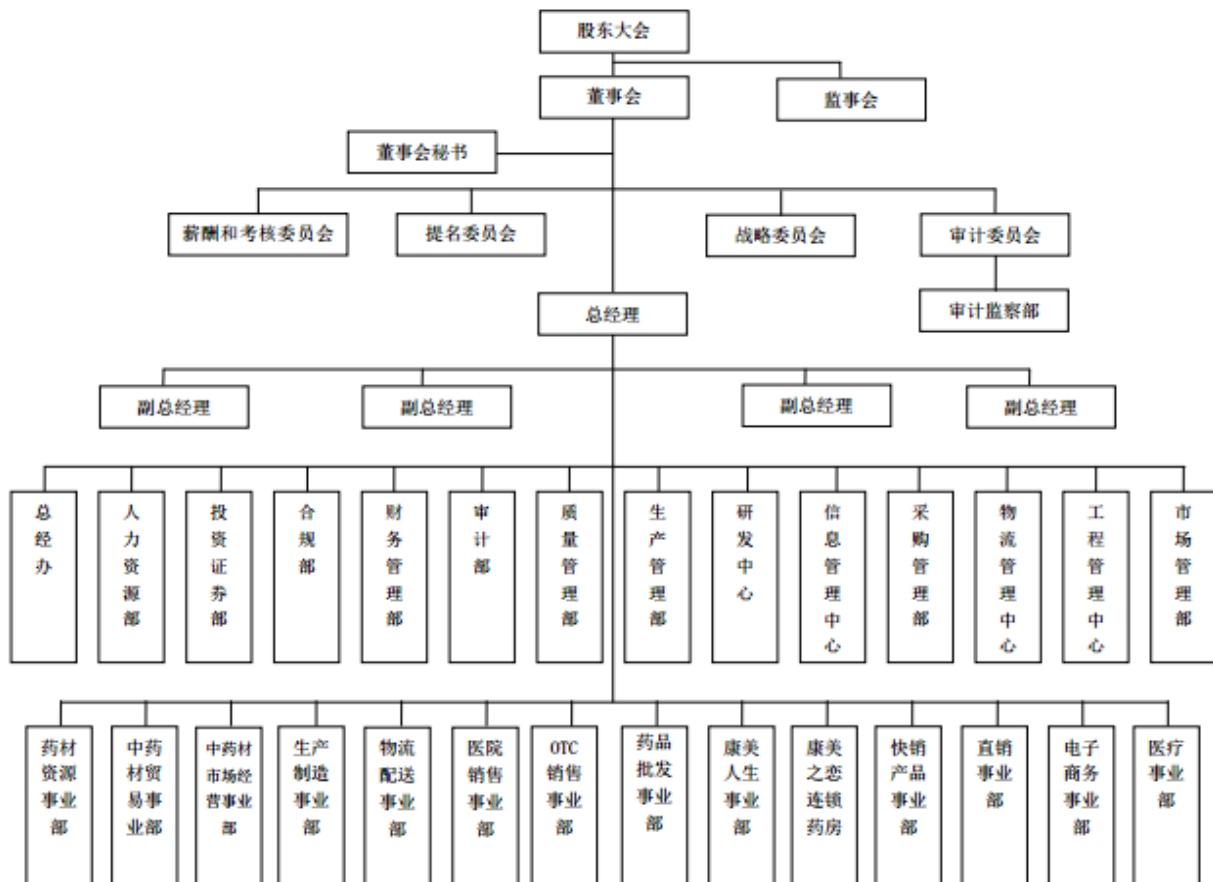 股东大会
董事会
监事会
董事会秘书
薪酬和考核委员会
提名委员会
战略委员会
审计委员会
总经理
审计监察部
副总经理
副总经理
副总经理
副总经理
总经办
人力资源部
投资证券部
合规部
财务管理部
审计部
质量管理部
生产管理部
研发中心
信息管理中心
采购管理部
物流管理中心
工程管理中心
市场管理部
药材
资源
事业
部
中药
材贸
易事
业部
中药材
市场经
营事业
部
生产
制造
事业
部
物流
配送
事业
部
医院
销售
事业
部
OTC
销售
事业
部
药品
批发
事业
部
康美
人生
事业
部
康美
之恋
连锁
药房
快销
产品
事业
部
直销
事业
部
电子
商务
事业
部
医疗
事业
部